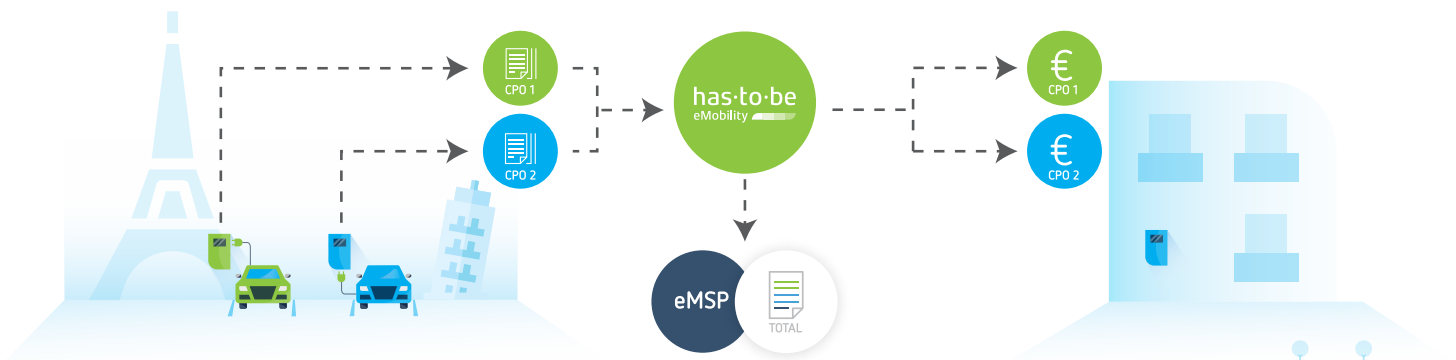 CPO 1
CPO 2
has·to·be
eMobility
€
CPO 1
€
CPO 2
eMSP
TOTAL